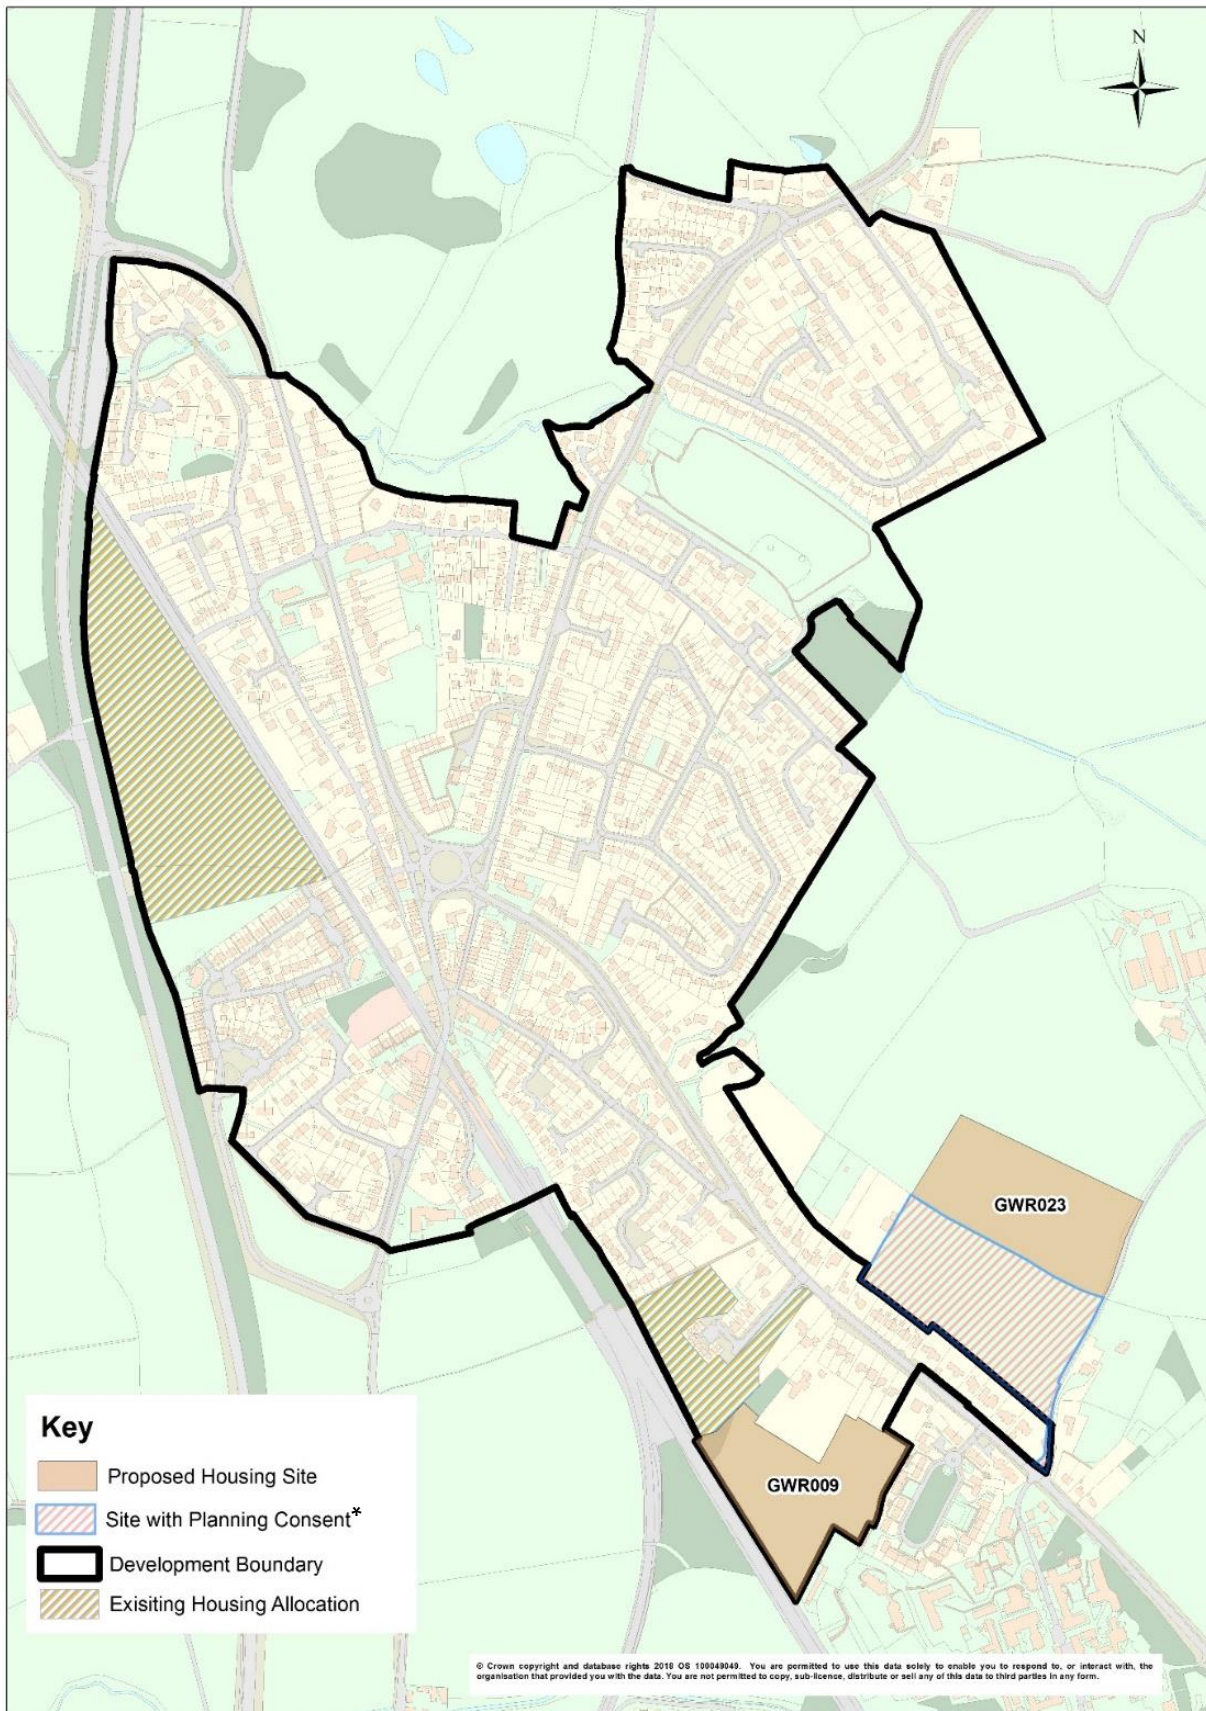 N
GWR023
GWR009
Key
Proposed Housing Site
Site with Planning Consent*
Development Boundary
Exisiting Housing Allocation
© Crown copyright and database rights 2018 OS 100049049. You are permitted to use this data solely to enable you to respond to, or interact with, the
organisation that provided you with the data. You are not permitted to copy, sub-licence, distribute or sell any of this data to third parties in any form.